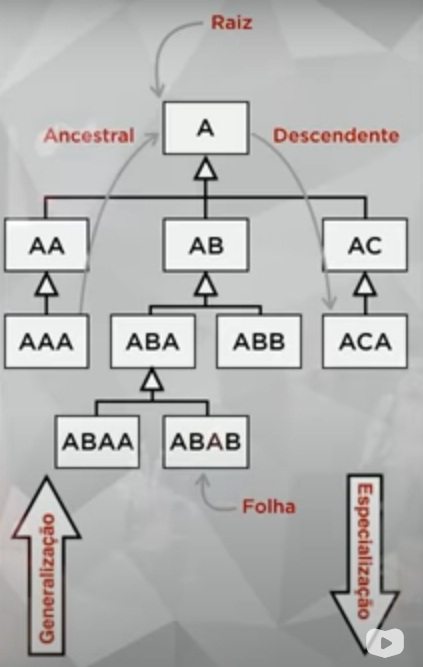 Raiz
A
Ancestral
Descendente
AA
AB
AC
AAA
ABA
ABB
ACA
ABAA
ABAB
Folha
Generalização
Especialização